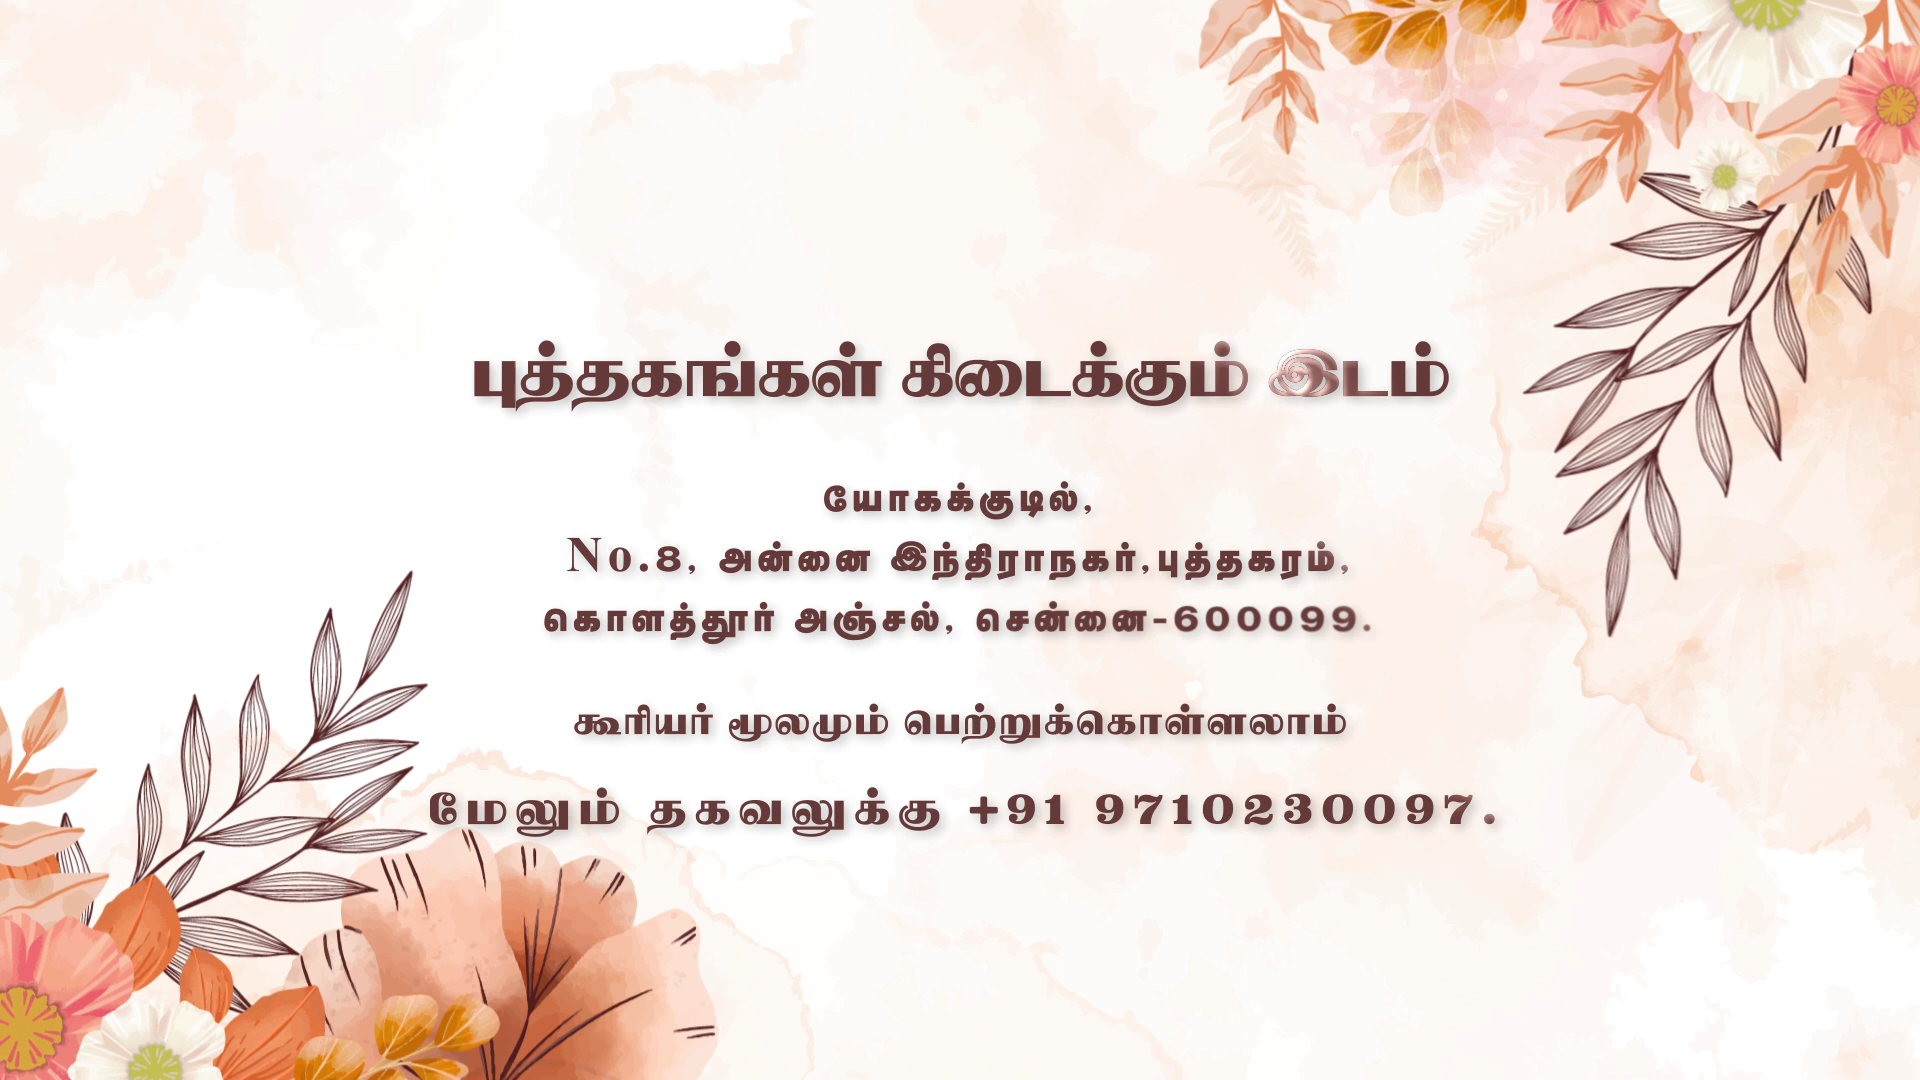 புத்தகங்கள் கிடைக்கும் இடம்
யோகக்குடில்,
No.8, அன்னை இந்திராநகர்,புத்தகரம்,
கொளத்தூர் அஞ்சல், சென்னை-600099.
கூரியர் மூலமும் பெற்றுக்கொள்ளலாம்
மேலும் தகவலுக்கு +91 9710230097.